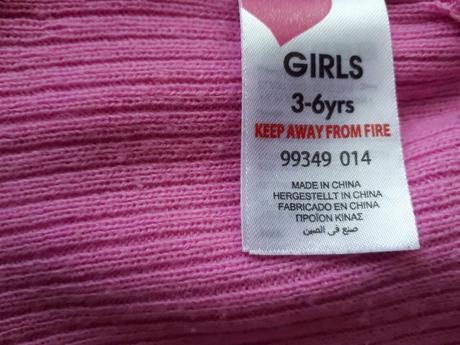 GIRLS
3-6yrs
KEEP AWAY FROM FIRE
99349 014
MADE IN CHINA
HERGESTELLT IN CHINA
FABRICADO EN CHINA
ΠΡΟΪΟΝ ΚΙΝΑΣ
صنع في الصين